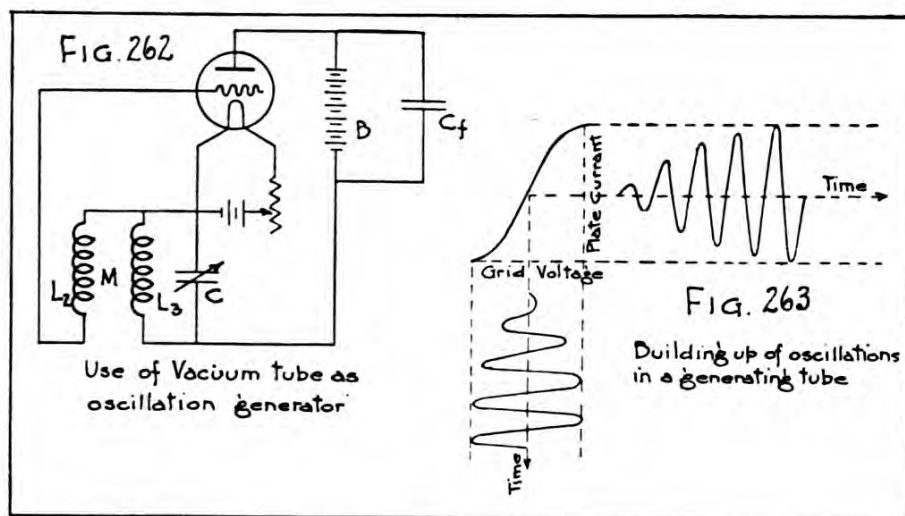 FIG. 262
B
Cf
L2
M
L3
C
Use of Vacuum tube as
oscillation generator
Plate Currant
Time
Grid Voltage
Time
FIG. 263
Building up of oscillations
in a generating tube